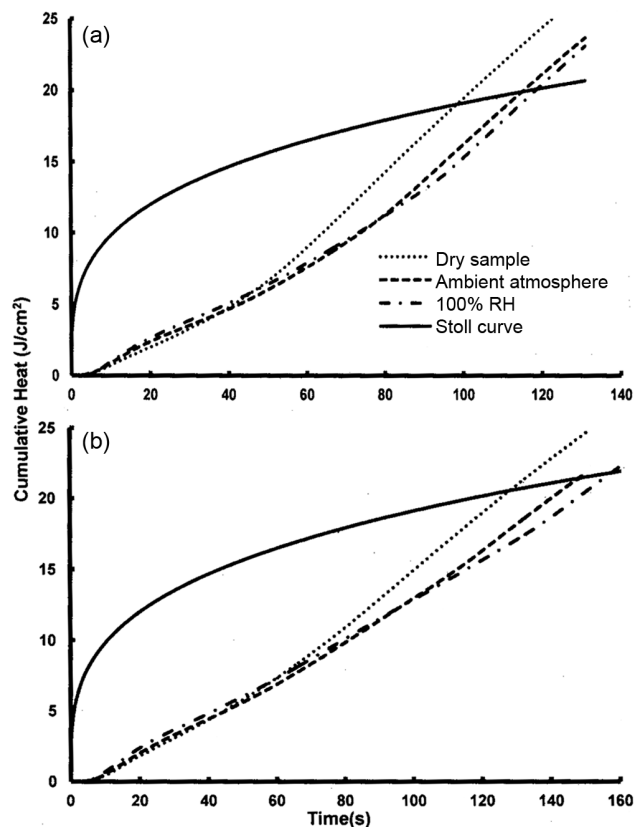 25
(a)
20
15
10
5
0
0 20 40 60 80 100 120 140
Dry sample
Ambient atmosphere
100% RH
Stoll curve
Cumulative Heat (J/cm²)
25
(b)
20
15
10
5
0
0 20 40 60 80 100 120 140 160
Time(s)